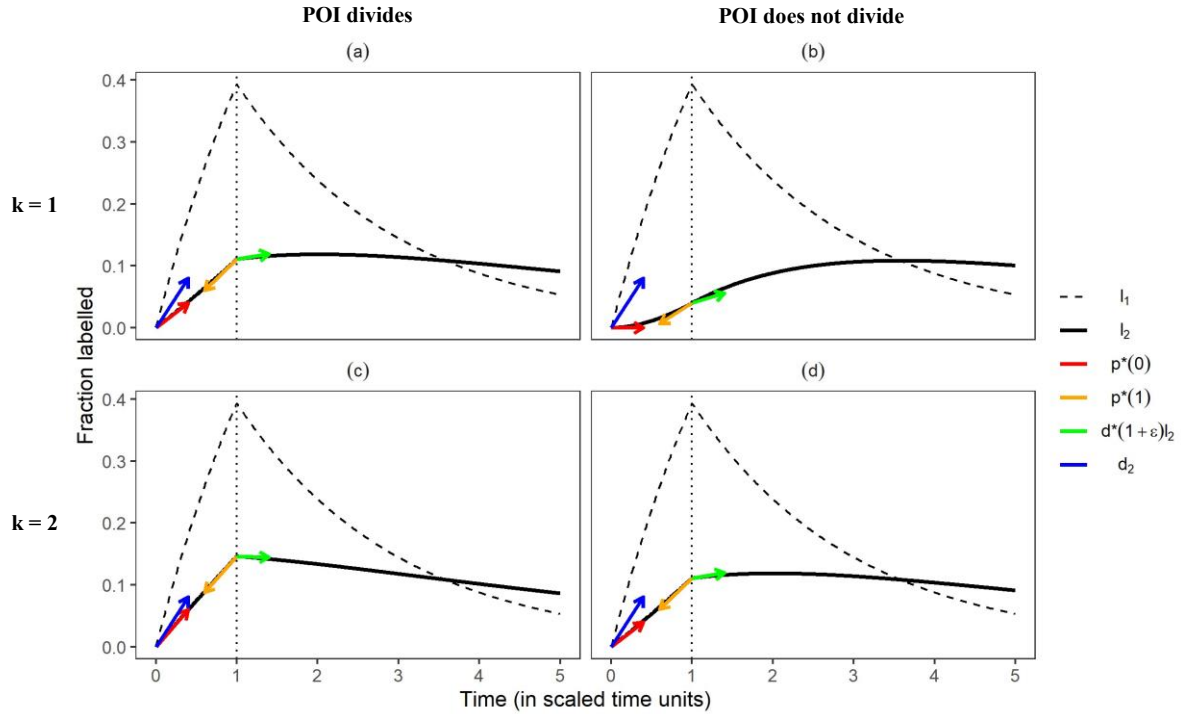 POI divides
POI does not divide
(a)
(b)
k = 1
0.4
0.3
0.2
0.1
0.0
(c)
(d)
k = 2
0.4
0.3
0.2
0.1
0.0
Fraction labelled
0 1 2 3 4 5
0 1 2 3 4 5
Time (in scaled time units)
l₁
l₂
p*(0)
p*(1)
d*(1 + ε)l₂
d₂